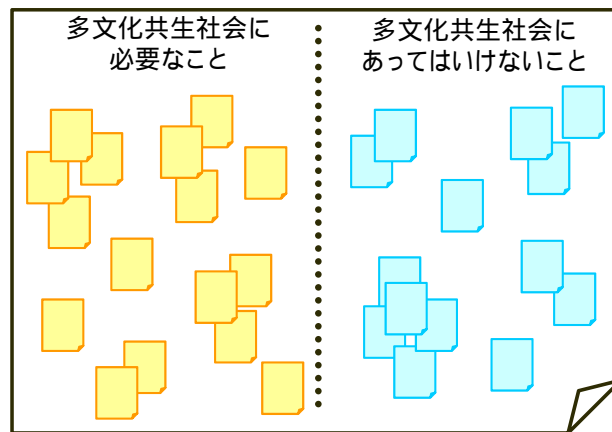 多文化共生社会に
必要なこと
多文化共生社会に
あってはいけないこと